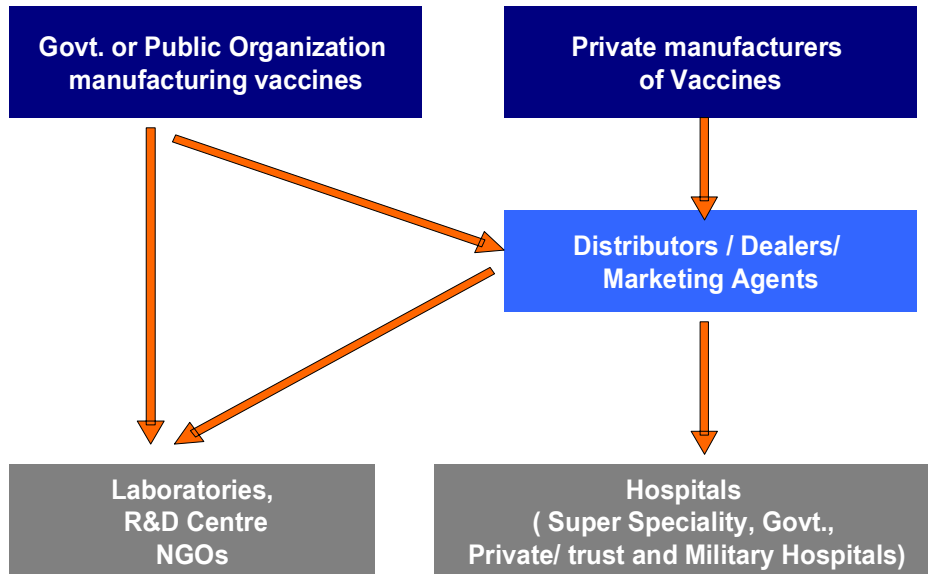 Govt. or Public Organization
manufacturing vaccines
Private manufacturers
of Vaccines
Distributors / Dealers/
Marketing Agents
Laboratories,
R&D Centre
NGOs
Hospitals
( Super Speciality, Govt.,
Private/ trust and Military Hospitals)